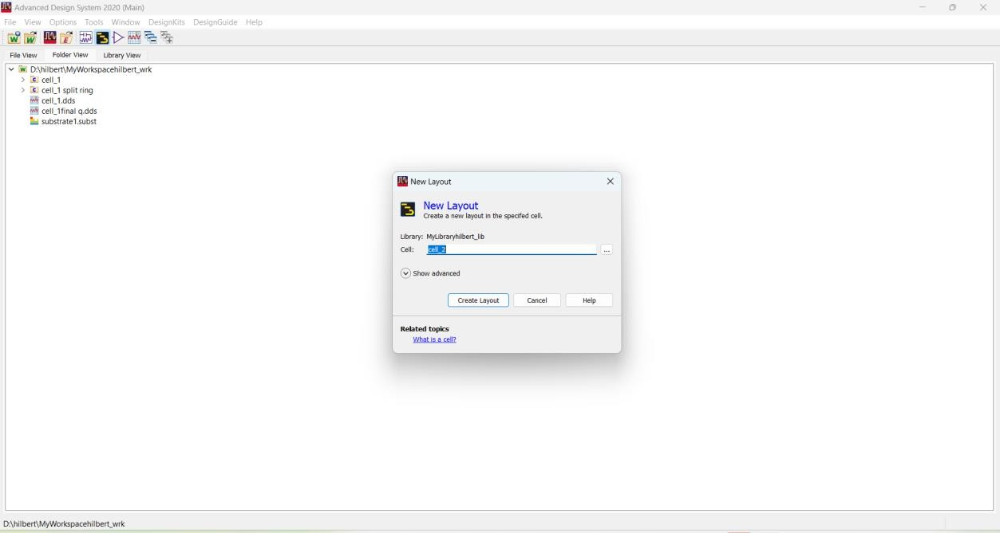 Advanced Design System 2020 (Main)
File View Options Tools Window DesignKits DesignGuide Help
File View Folder View Library View
D:\hilbert\MyWorkspacehilbert_wrk
cell_1
cell_1 split ring
cell_1.dds
cell_1final q.dds
substrate1.subst
New Layout
New Layout
Create a new layout in the specifed cell.
Library: MyLibraryhilbert_lib
Cell: cell_2 ...
Show advanced
Create Layout Cancel Help
Related topics
What is a cell?
D:\hilbert\MyWorkspacehilbert_wrk